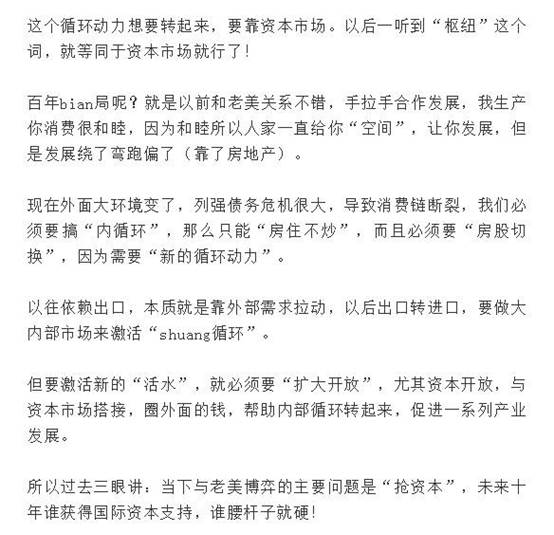 这个循环动力想要转起来，要靠资本市场。以后一听到“枢纽”这个
词，就等同于资本市场就行了！
百年bian局呢？就是以前和老美关系不错，手拉手合作发展，我生产
你消费很和睦，因为和睦所以人家一直给你“空间”，让你发展，但
是发展绕了弯跑偏了（靠了房地产）。
现在外面大环境变了，列强债务危机很大，导致消费链断裂，我们必
须要搞“内循环”，那么只能“房住不炒”，而且必须要“房股切
换”，因为需要“新的循环动力”。
以往依赖出口，本质就是靠外部需求拉动，以后出口转进口，要做大
内部市场来激活“shuang循环”。
但要激活新的“活水”，就必须要“扩大开放”，尤其资本开放，与
资本市场搭接，圈外面的钱，帮助内部循环转起来，促进一系列产业
发展。
所以过去三眼讲：当下与老美博弈的主要问题是“抢资本”，未来十
年谁获得国际资本支持，谁腰杆子就硬！